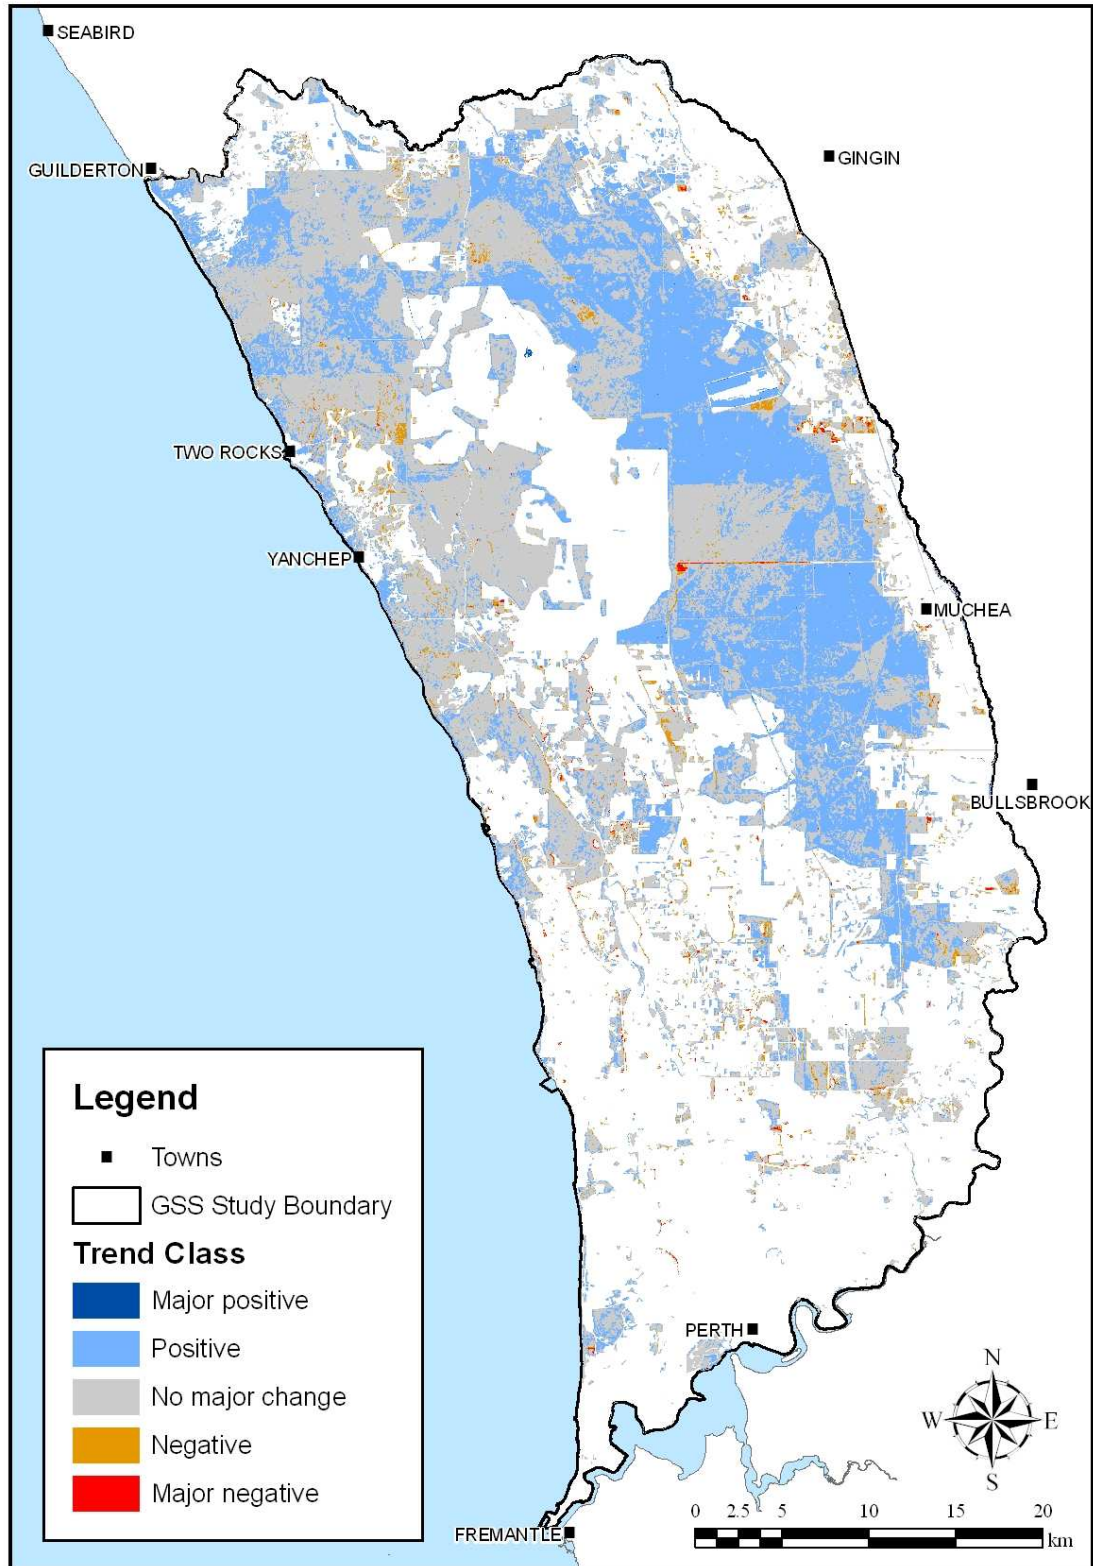 SEABIRD
GINGIN
GUILDERTON
TWO ROCKS
YANCHEP
MUCHEA
BULLSBROOK
Legend
Towns
GSS Study Boundary
Trend Class
Major positive
Positive
No major change
Negative
Major negative
PERTH
N
W E
S
0 2.5 5 10 15 20
km
FREMANTLE